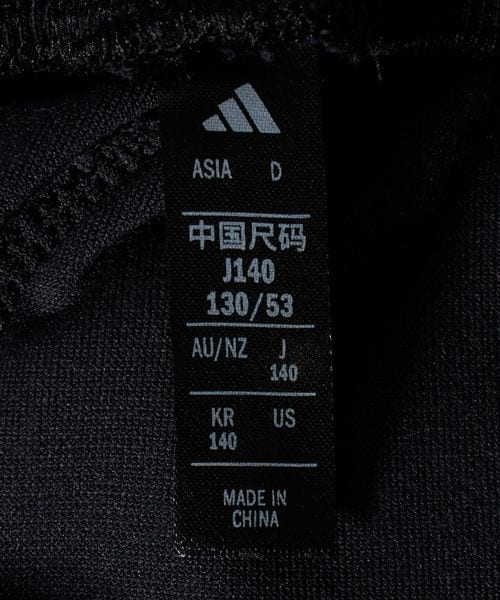 ASIA D
中国尺码
J140
130/53
AU/NZ J
140
KR US
140
MADE IN
CHINA